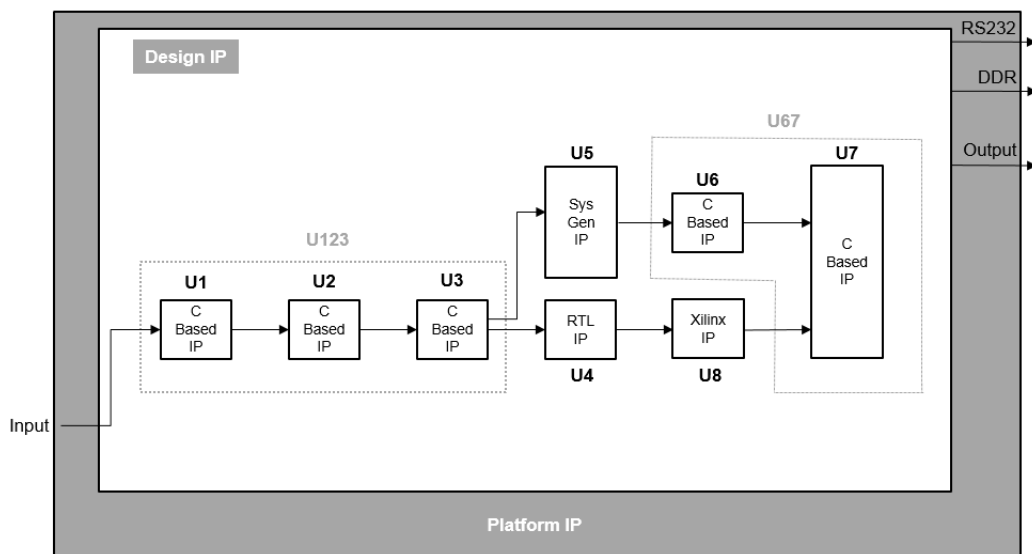 RS232
Design IP
DDR
U67
Output
U5
U7
U6
Sys
Gen
IP
C
Based
IP
U123
C
Based
IP
U1
U2
U3
C
Based
IP
C
Based
IP
C
Based
IP
RTL
IP
Xilinx
IP
U4
U8
Input
Platform IP